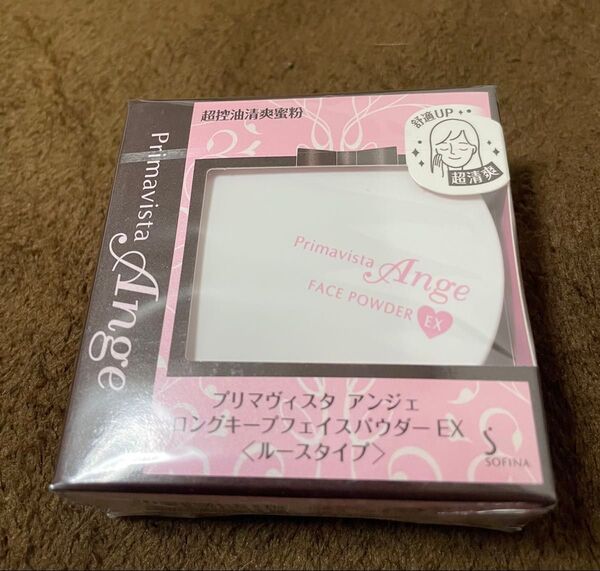 超控油清爽蜜粉
舒適UP
超清爽
Primavista
Ange
Primavista
Ange
FACE POWDER EX
プリマヴィスタ アンジェ
ロングキープフェイスパウダー EX
〈ルースタイプ〉
SOFINA